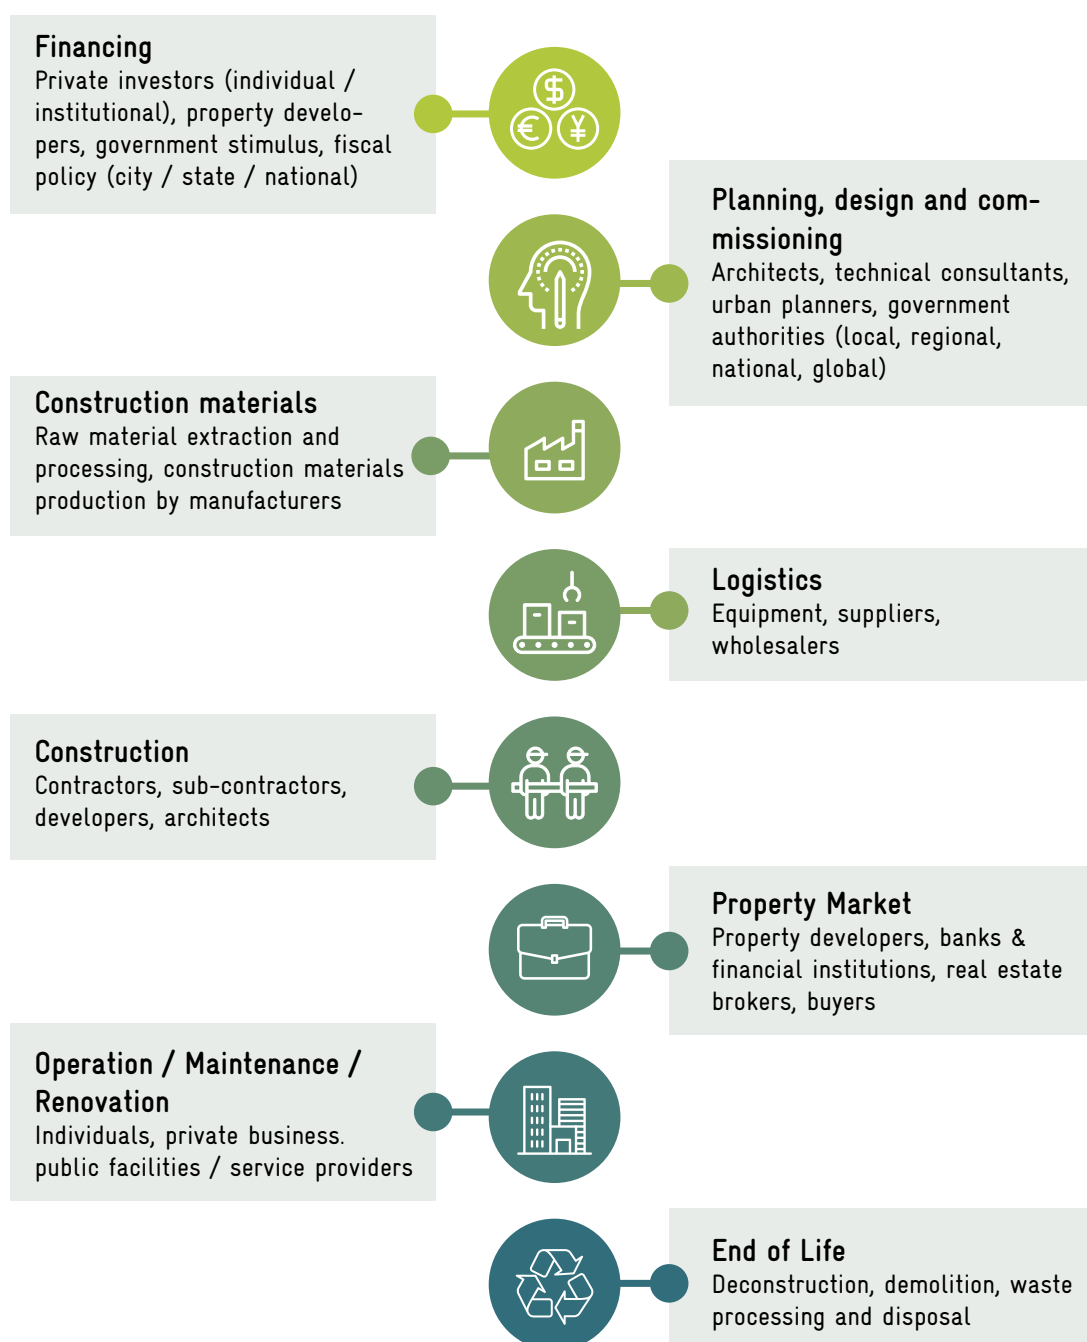 Financing
Private investors (individual /
institutional), property develo-
pers, government stimulus, fiscal
policy (city / state / national)
$
€ ¥
Planning, design and com-
missioning
Architects, technical consultants,
urban planners, government
authorities (local, regional,
national, global)
Construction materials
Raw material extraction and
processing, construction materials
production by manufacturers
Logistics
Equipment, suppliers,
wholesalers
Construction
Contractors, sub-contractors,
developers, architects
Property Market
Property developers, banks &
financial institutions, real estate
brokers, buyers
Operation / Maintenance /
Renovation
Individuals, private business.
public facilities / service providers
End of Life
Deconstruction, demolition, waste
processing and disposal